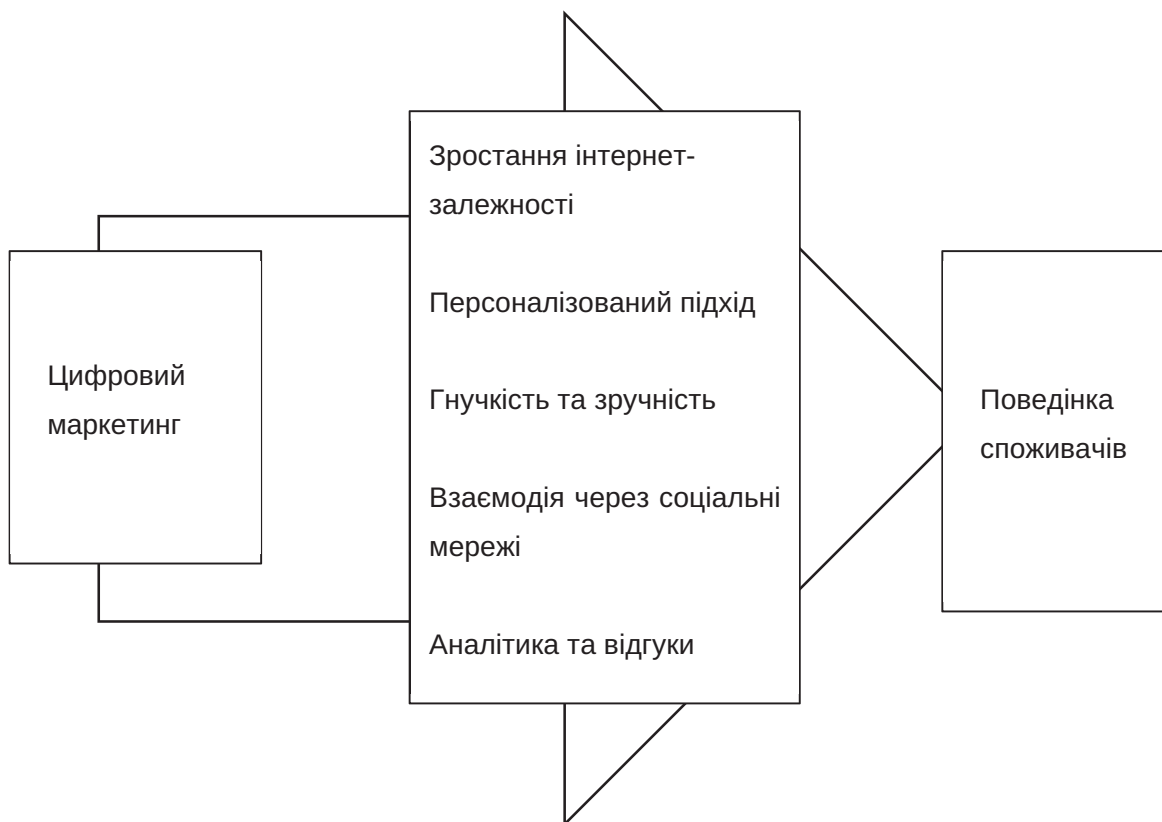 Цифровий
маркетинг
Зростання інтернет-
залежності
Персоналізований підхід
Гнучкість та зручність
Взаємодія через соціальні
мережі
Аналітика та відгуки
Поведінка
споживачів